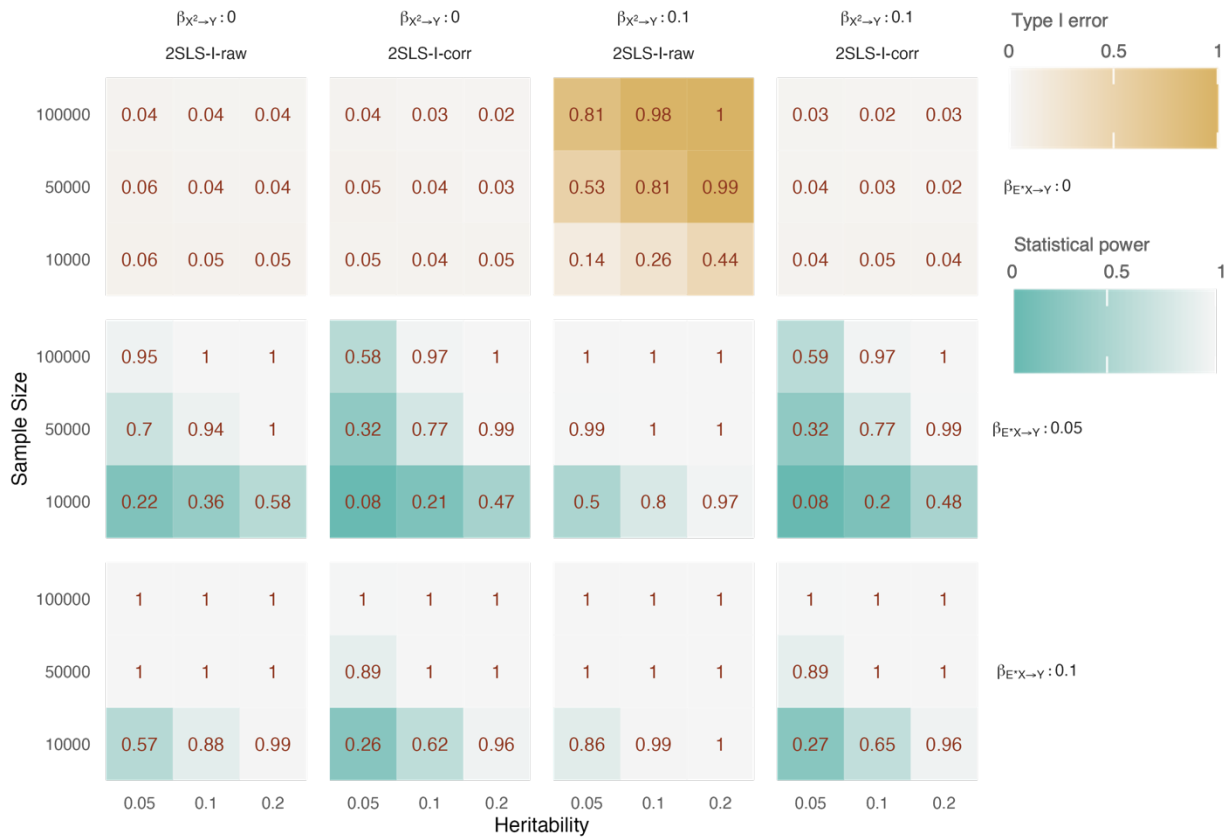 βX²→Y : 0 βX²→Y : 0 βX²→Y : 0.1 βX²→Y : 0.1
2SLS-I-raw 2SLS-I-corr 2SLS-I-raw 2SLS-I-corr
Type I error
0 0.5 1
100000 0.04 0.04 0.04 0.04 0.03 0.02 0.81 0.98 1 0.03 0.02 0.03
50000 0.06 0.04 0.04 0.05 0.04 0.03 0.53 0.81 0.99 0.04 0.03 0.02
βE*X→Y : 0
10000 0.06 0.05 0.05 0.05 0.04 0.05 0.14 0.26 0.44 0.04 0.05 0.04
Statistical power
0 0.5 1
Sample Size
100000 0.95 1 1 0.58 0.97 1 1 1 1 0.59 0.97 1
50000 0.7 0.94 1 0.32 0.77 0.99 0.99 1 1 0.32 0.77 0.99
βE*X→Y : 0.05
10000 0.22 0.36 0.58 0.08 0.21 0.47 0.5 0.8 0.97 0.08 0.2 0.48
100000 1 1 1 1 1 1 1 1 1 1 1 1
50000 1 1 1 0.89 1 1 1 1 1 0.89 1 1
βE*X→Y : 0.1
10000 0.57 0.88 0.99 0.26 0.62 0.96 0.86 0.99 1 0.27 0.65 0.96
0.05 0.1 0.2 0.05 0.1 0.2 0.05 0.1 0.2 0.05 0.1 0.2
Heritability